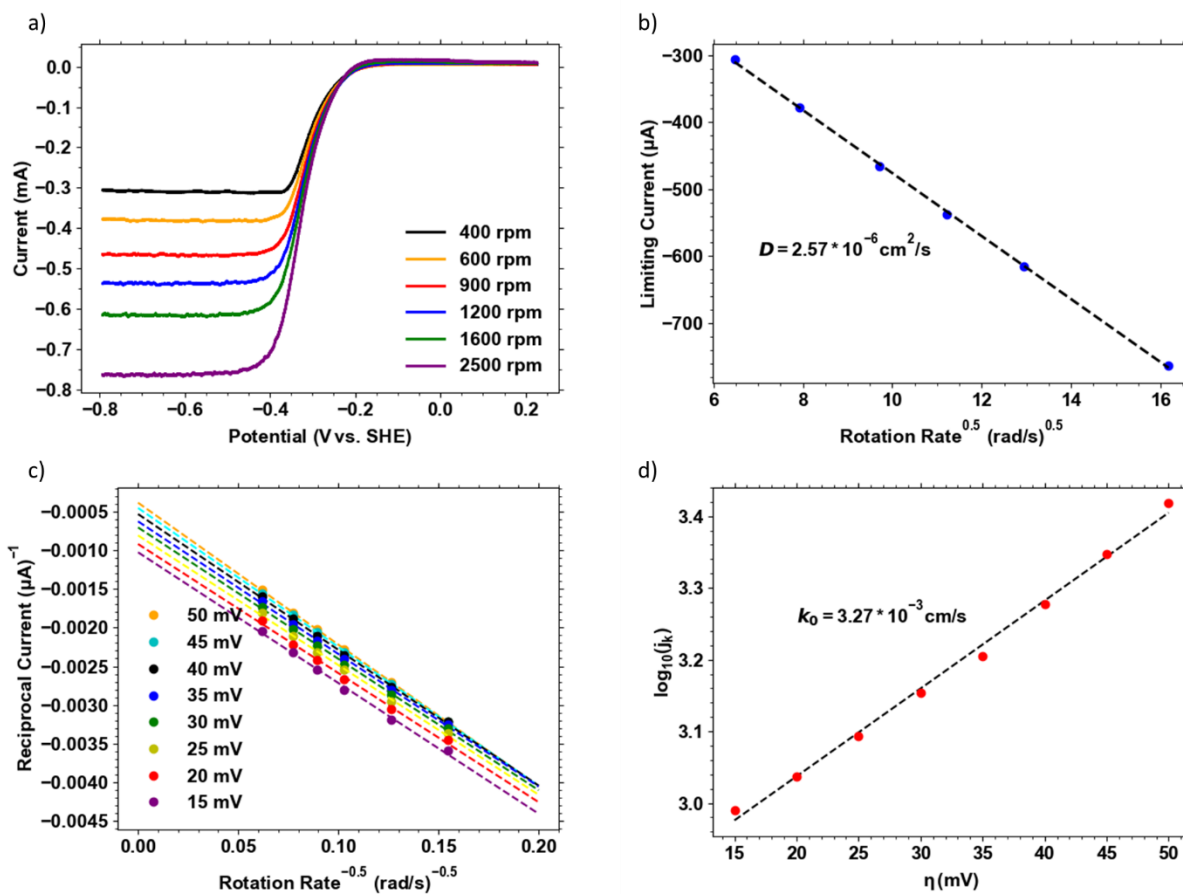 a)
0.0
−0.1
−0.2
−0.3
−0.4
−0.5
−0.6
−0.7
−0.8
Current (mA)
400 rpm
600 rpm
900 rpm
1200 rpm
1600 rpm
2500 rpm
−0.8 −0.6 −0.4 −0.2 0.0 0.2
Potential (V vs. SHE)
b)
−300
−400
−500
−600
−700
Limiting Current (µA)
D = 2.57 * 10⁻⁶ cm²/s
6 8 10 12 14 16
Rotation Rate^0.5 (rad/s)^0.5
c)
−0.0005
−0.0010
−0.0015
−0.0020
−0.0025
−0.0030
−0.0035
−0.0040
−0.0045
Reciprocal Current (µA)⁻¹
50 mV
45 mV
40 mV
35 mV
30 mV
25 mV
20 mV
15 mV
0.00 0.05 0.10 0.15 0.20
Rotation Rate^−0.5 (rad/s)^−0.5
d)
3.4
3.3
3.2
3.1
3.0
log₁₀(jₖ)
k₀ = 3.27 * 10⁻³ cm/s
15 20 25 30 35 40 45 50
η (mV)